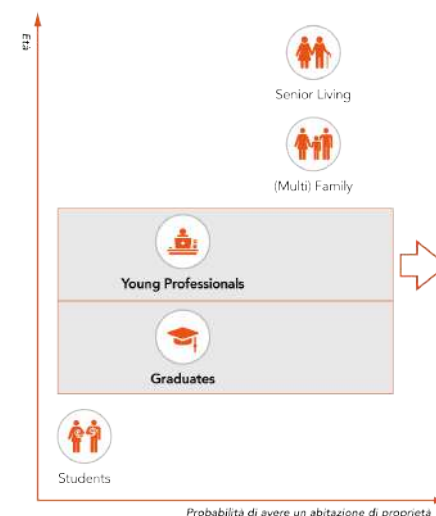 Età
Senior Living
(Multi) Family
Young Professionals
Graduates
Students
Probabilità di avere un abitazione di proprietà